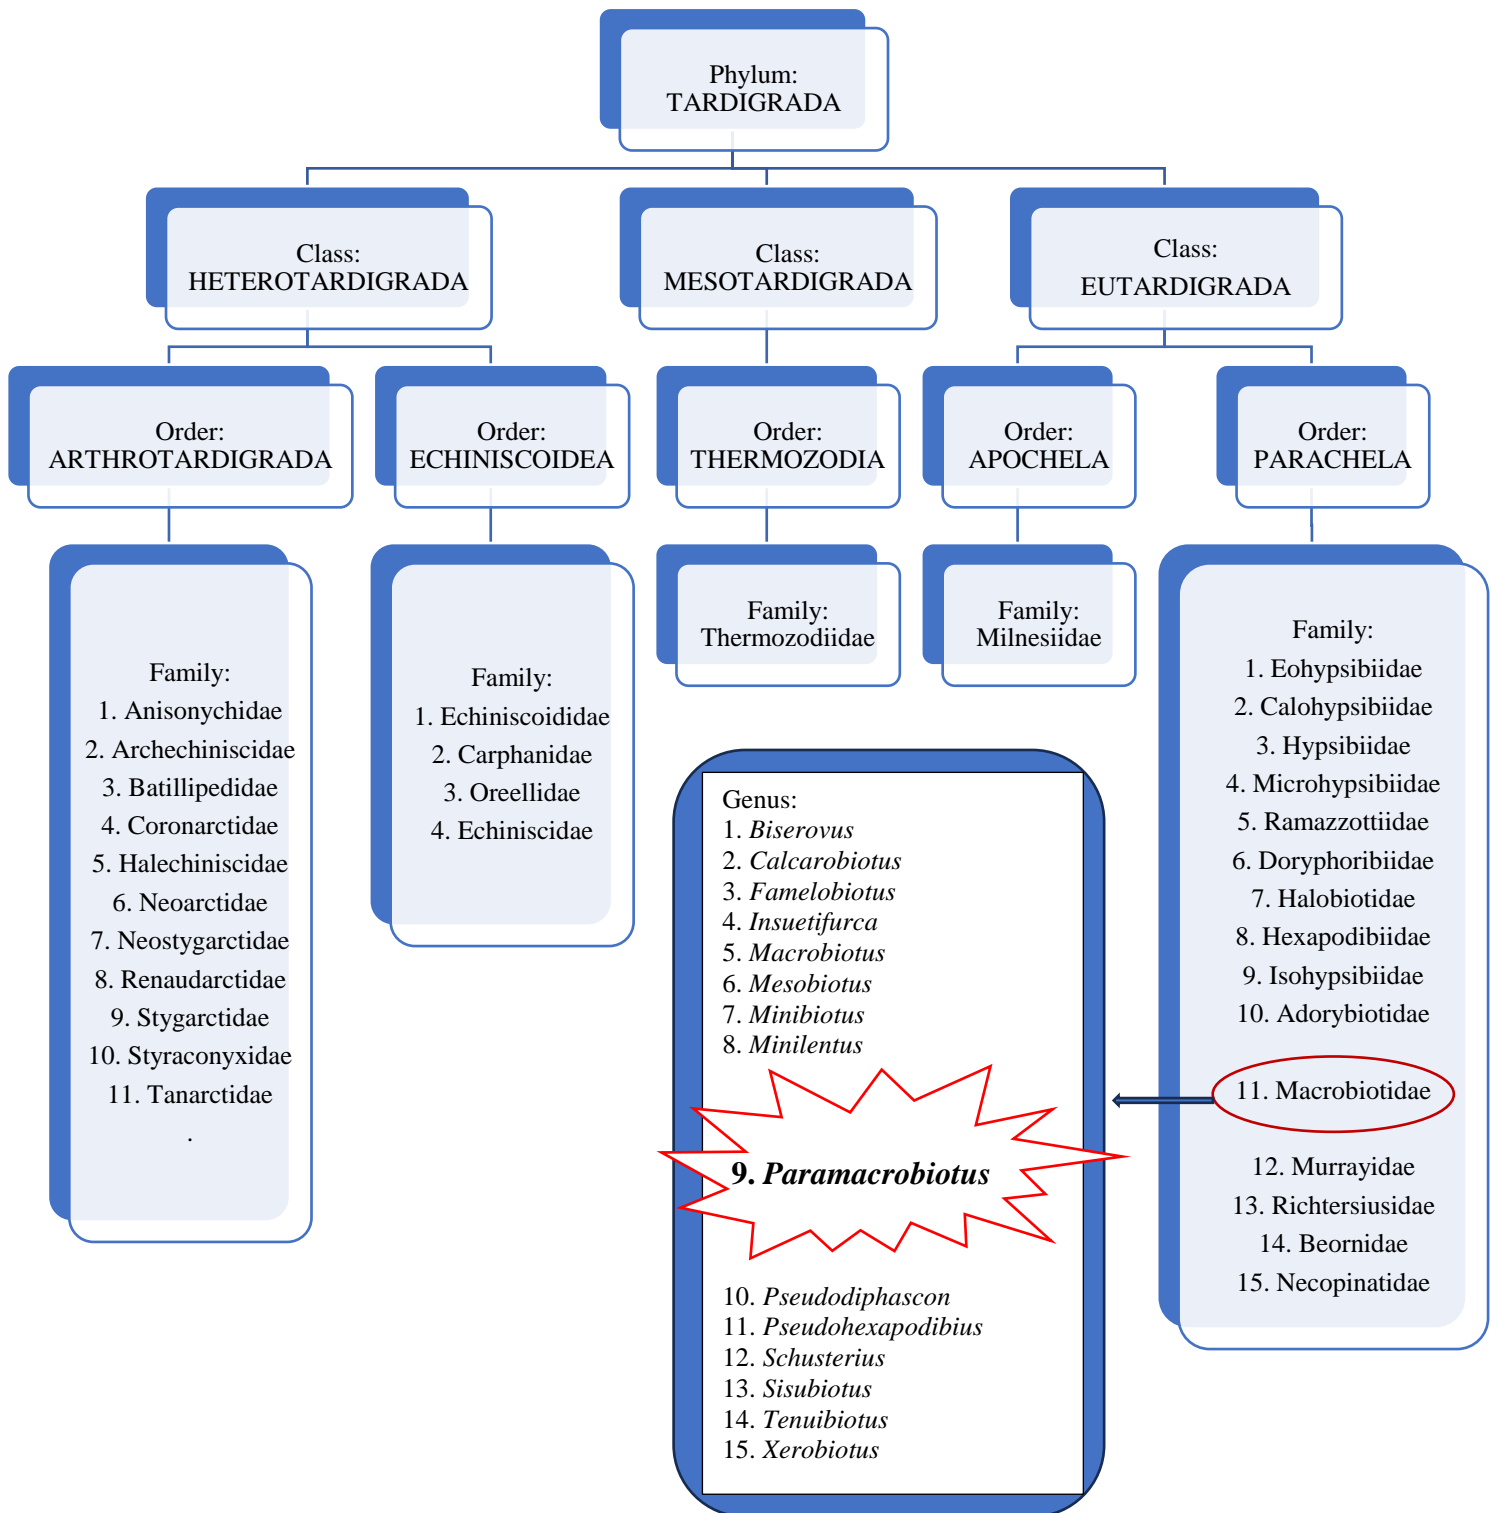 Phylum:
TARDIGRADA
Class:
HETEROTARDIGRADA
Class:
MESOTARDIGRADA
Class:
EUTARDIGRADA
Order:
ARTHROTARDIGRADA
Order:
ECHINISCOIDEA
Order:
THERMOZODIA
Order:
APOCHELA
Order:
PARACHELA
Family:
1. Anisonychidae
2. Archechiniscidae
3. Batillipedidae
4. Coronarctidae
5. Halechiniscidae
6. Neoarctidae
7. Neostygarctidae
8. Renaudarctidae
9. Stygarctidae
10. Styraconyxidae
11. Tanarctidae
.
Family:
1. Echiniscoididae
2. Carphanidae
3. Oreellidae
4. Echiniscidae
Family:
Thermozodiidae
Family:
Milnesiidae
Family:
1. Eohypsibiidae
2. Calohypsibiidae
3. Hypsibiidae
4. Microhypsibiidae
5. Ramazzottiidae
6. Doryphoribiidae
7. Halobiotidae
8. Hexapodibiidae
9. Isohypsibiidae
10. Adorybiotidae
11. Macrobiotidae
12. Murrayidae
13. Richtersiusidae
14. Beornidae
15. Necopinatidae
Genus:
1. Biserovus
2. Calcarobiotus
3. Famelobiotus
4. Insuetifurca
5. Macrobiotus
6. Mesobiotus
7. Minibiotus
8. Minilentus
9. Paramacrobiotus
10. Pseudodiphascon
11. Pseudohexapodibius
12. Schusterius
13. Sisubiotus
14. Tenuibiotus
15. Xerobiotus